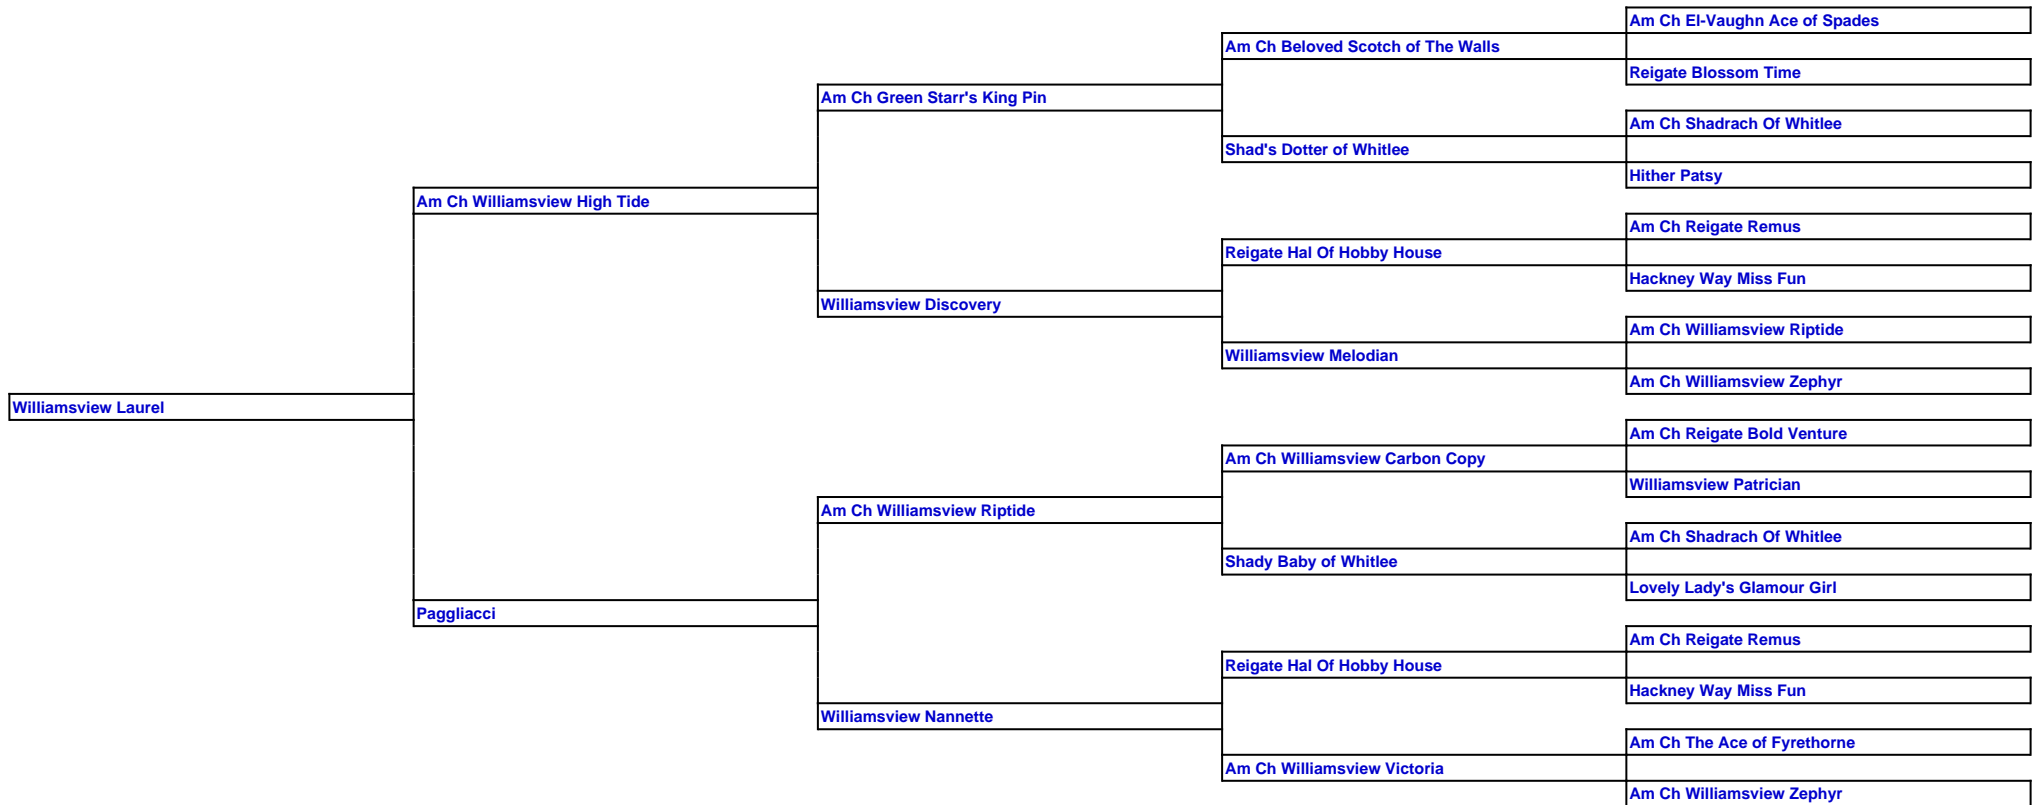 Am Ch El-Vaughn Ace of Spades
Am Ch Beloved Scotch of The Walls
Reigate Blossom Time
Am Ch Green Starr's King Pin
Am Ch Shadrach Of Whitlee
Shad's Dotter of Whitlee
Hither Patsy
Am Ch Williamsview High Tide
Am Ch Reigate Remus
Reigate Hal Of Hobby House
Hackney Way Miss Fun
Williamsview Discovery
Am Ch Williamsview Riptide
Williamsview Melodian
Am Ch Williamsview Zephyr
Williamsview Laurel
Am Ch Reigate Bold Venture
Am Ch Williamsview Carbon Copy
Williamsview Patrician
Am Ch Williamsview Riptide
Am Ch Shadrach Of Whitlee
Shady Baby of Whitlee
Lovely Lady's Glamour Girl
Paggliacci
Am Ch Reigate Remus
Reigate Hal Of Hobby House
Hackney Way Miss Fun
Williamsview Nannette
Am Ch The Ace of Fyrethorne
Am Ch Williamsview Victoria
Am Ch Williamsview Zephyr